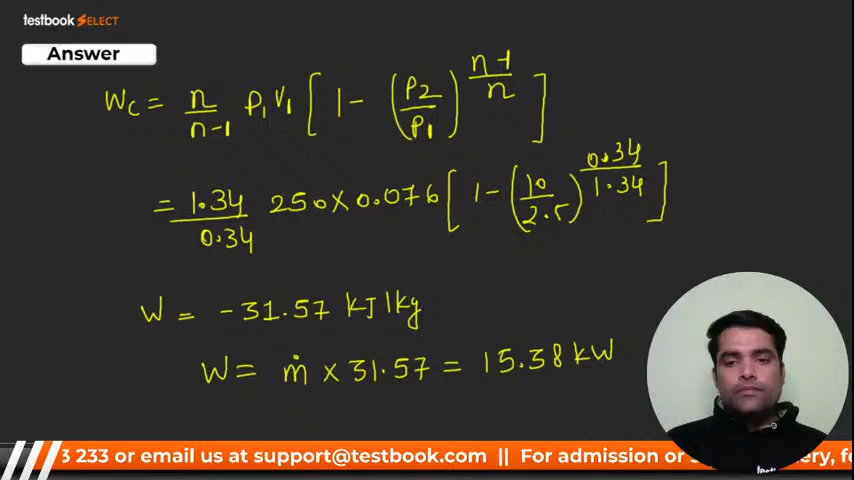 testbook SELECT
Answer
Wc = n/(n-1) P₁V₁ [1 - (P₂/P₁)^((n-1)/n)]
= 1.34/0.34 250 × 0.076 [1 - (10/2.5)^(0.34/1.34)]
W = -31.57 kJ/kg
W = ṁ × 31.57 = 15.38 kW
3 233 or email us at support@testbook.com || For admission or